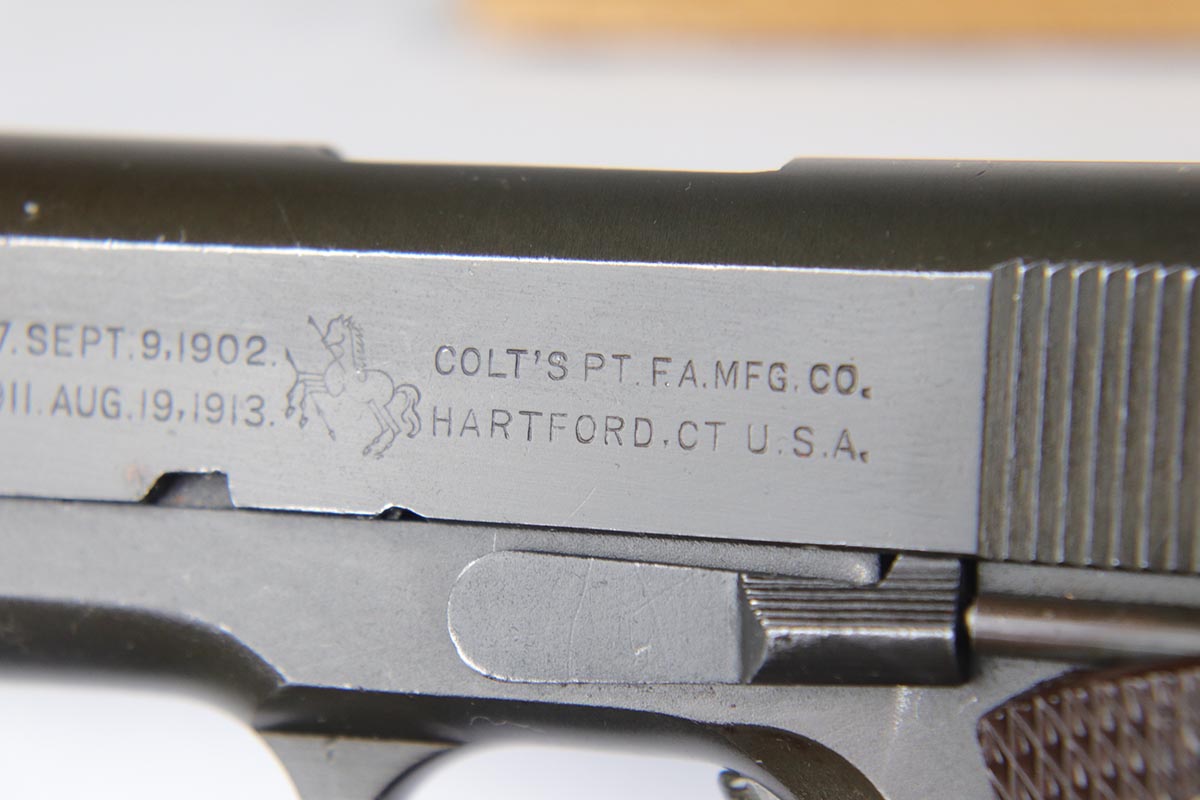 7. SEPT. 9, 1902.
911. AUG. 19, 1913.
COLT'S PT. F.A. MFG. CO.
HARTFORD, CT U.S.A.